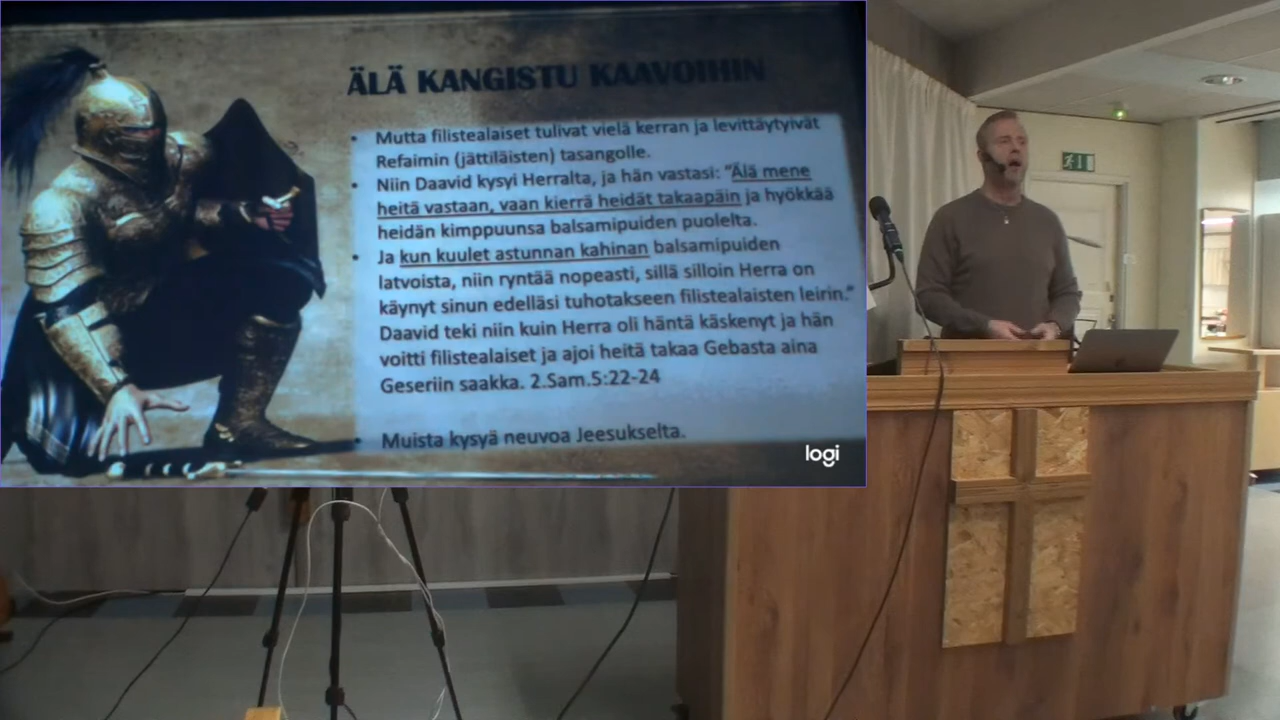 ÄLÄ KANGISTU KAAVOIHIN
• Mutta filistealaiset tulivat vielä kerran ja levittäytyivät
Refaimin (jättiläisten) tasangolle.
• Niin Daavid kysyi Herralta, ja hän vastasi: "Älä mene
heitä vastaan, vaan kierrä heidät takaapäin ja hyökkää
heidän kimppuunsa balsamipuiden puolelta.
• Ja kun kuulet astunnan kahinan balsamipuiden
latvoista, niin ryntää nopeasti, sillä silloin Herra on
käynyt sinun edelläsi tuhotakseen filistealaisten leirin."
Daavid teki niin kuin Herra oli häntä käskenyt ja hän
voitti filistealaiset ja ajoi heitä takaa Gebasta aina
Geseriin saakka. 2.Sam.5:22-24
• Muista kysyä neuvoa Jeesukselta.
logi